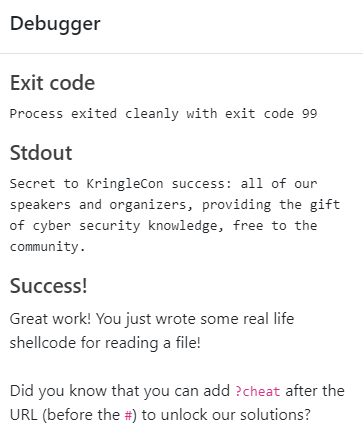 Debugger
Exit code
Process exited cleanly with exit code 99
Stdout
Secret to KringleCon success: all of our
speakers and organizers, providing the gift
of cyber security knowledge, free to the
community.
Success!
Great work! You just wrote some real life
shellcode for reading a file!
Did you know that you can add ?cheat after the
URL (before the #) to unlock our solutions?